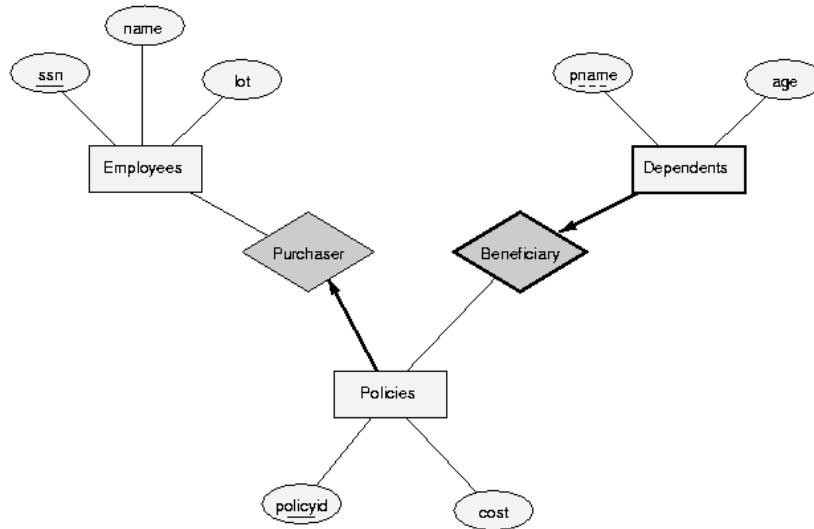 name
ssn
lot
pname
age
Employees
Dependents
Purchaser
Beneficiary
Policies
policyid
cost